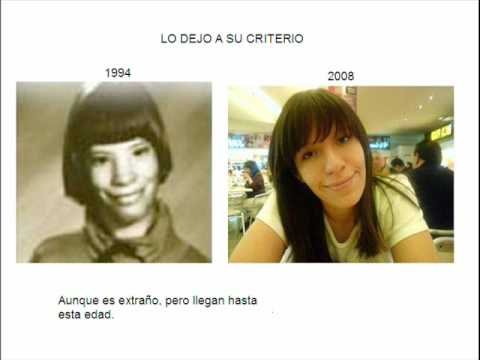 LO DEJO A SU CRITERIO
1994
2008
Aunque es extraño, pero llegan hasta
esta edad.